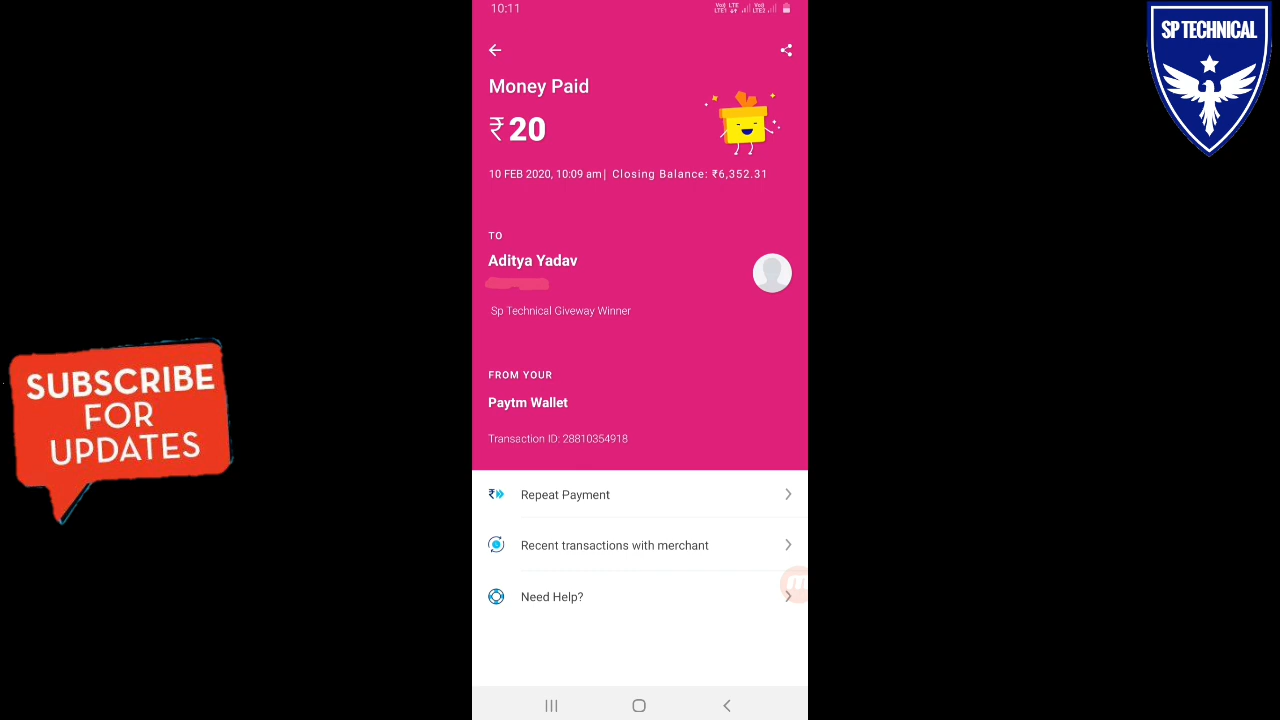 10:11
SP TECHNICAL
Money Paid
₹20
10 FEB 2020, 10:09 am| Closing Balance: ₹6,352.31
TO
Aditya Yadav
Sp Technical Giveway Winner
FROM YOUR
Paytm Wallet
Transaction ID: 28810354918
SUBSCRIBE
FOR
UPDATES
Repeat Payment
Recent transactions with merchant
Need Help?